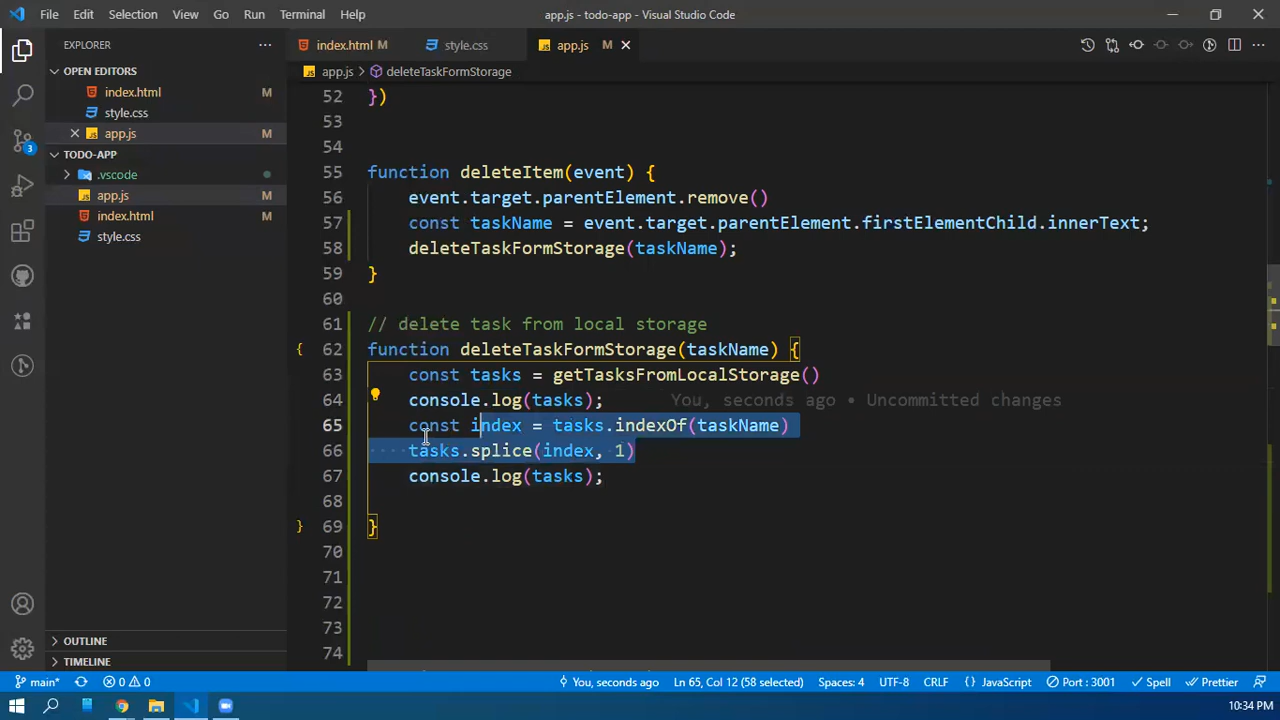 File Edit Selection View Go Run Terminal Help app.js - todo-app - Visual Studio Code
EXPLORER ... index.html M style.css app.js M
OPEN EDITORS
index.html M
style.css
app.js M
TODO-APP
.vscode
app.js M
index.html M
style.css
OUTLINE
TIMELINE
3
app.js > deleteTaskFormStorage
52 })
53
54
55 function deleteItem(event) {
56 event.target.parentElement.remove()
57 const taskName = event.target.parentElement.firstElementChild.innerText;
58 deleteTaskFormStorage(taskName);
59 }
60
61 // delete task from local storage
62 function deleteTaskFormStorage(taskName) {
63 const tasks = getTasksFromLocalStorage()
64 console.log(tasks); You, seconds ago • Uncommitted changes
65 const index = tasks.indexOf(taskName)
66 ····tasks.splice(index, 1)
67 console.log(tasks);
68
69 }
70
71
72
73
74
main* 0 0 You, seconds ago Ln 65, Col 12 (58 selected) Spaces: 4 UTF-8 CRLF {} JavaScript Port : 3001 Spell Prettier
10:34 PM